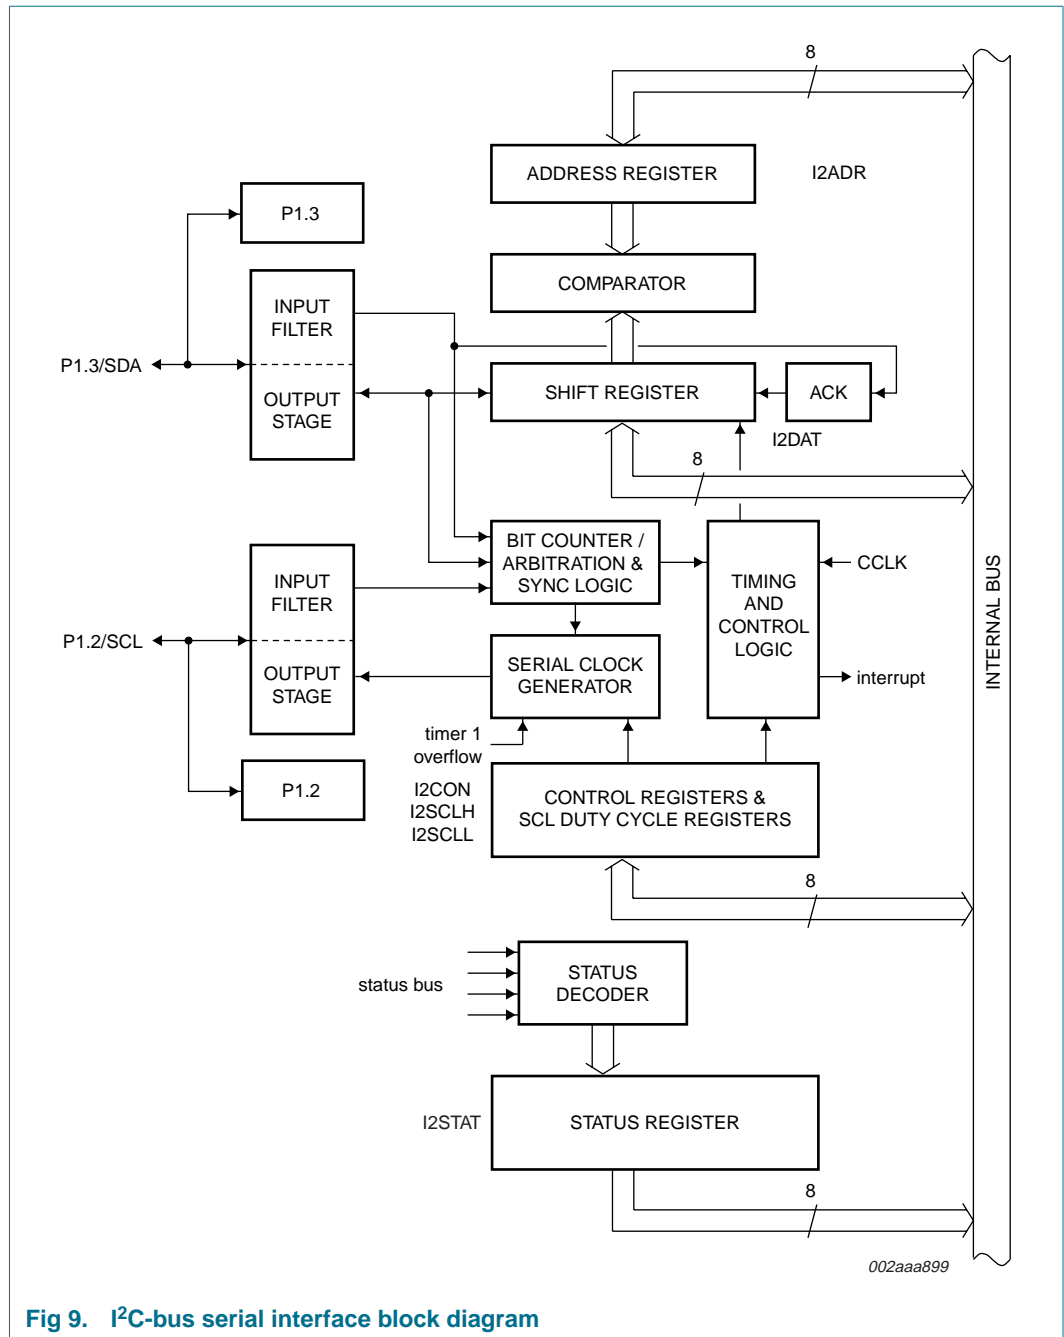 8
ADDRESS REGISTER
I2ADR
P1.3
COMPARATOR
INPUT
FILTER
P1.3/SDA
OUTPUT
STAGE
SHIFT REGISTER
ACK
I2DAT
8
BIT COUNTER /
ARBITRATION &
SYNC LOGIC
INPUT
FILTER
TIMING
AND
CONTROL
LOGIC
CCLK
INTERNAL BUS
P1.2/SCL
OUTPUT
STAGE
SERIAL CLOCK
GENERATOR
interrupt
timer 1
overflow
P1.2
I2CON
I2SCLH
I2SCLL
CONTROL REGISTERS &
SCL DUTY CYCLE REGISTERS
8
status bus
STATUS
DECODER
I2STAT
STATUS REGISTER
8
002aaa899
Fig 9. I²C-bus serial interface block diagram